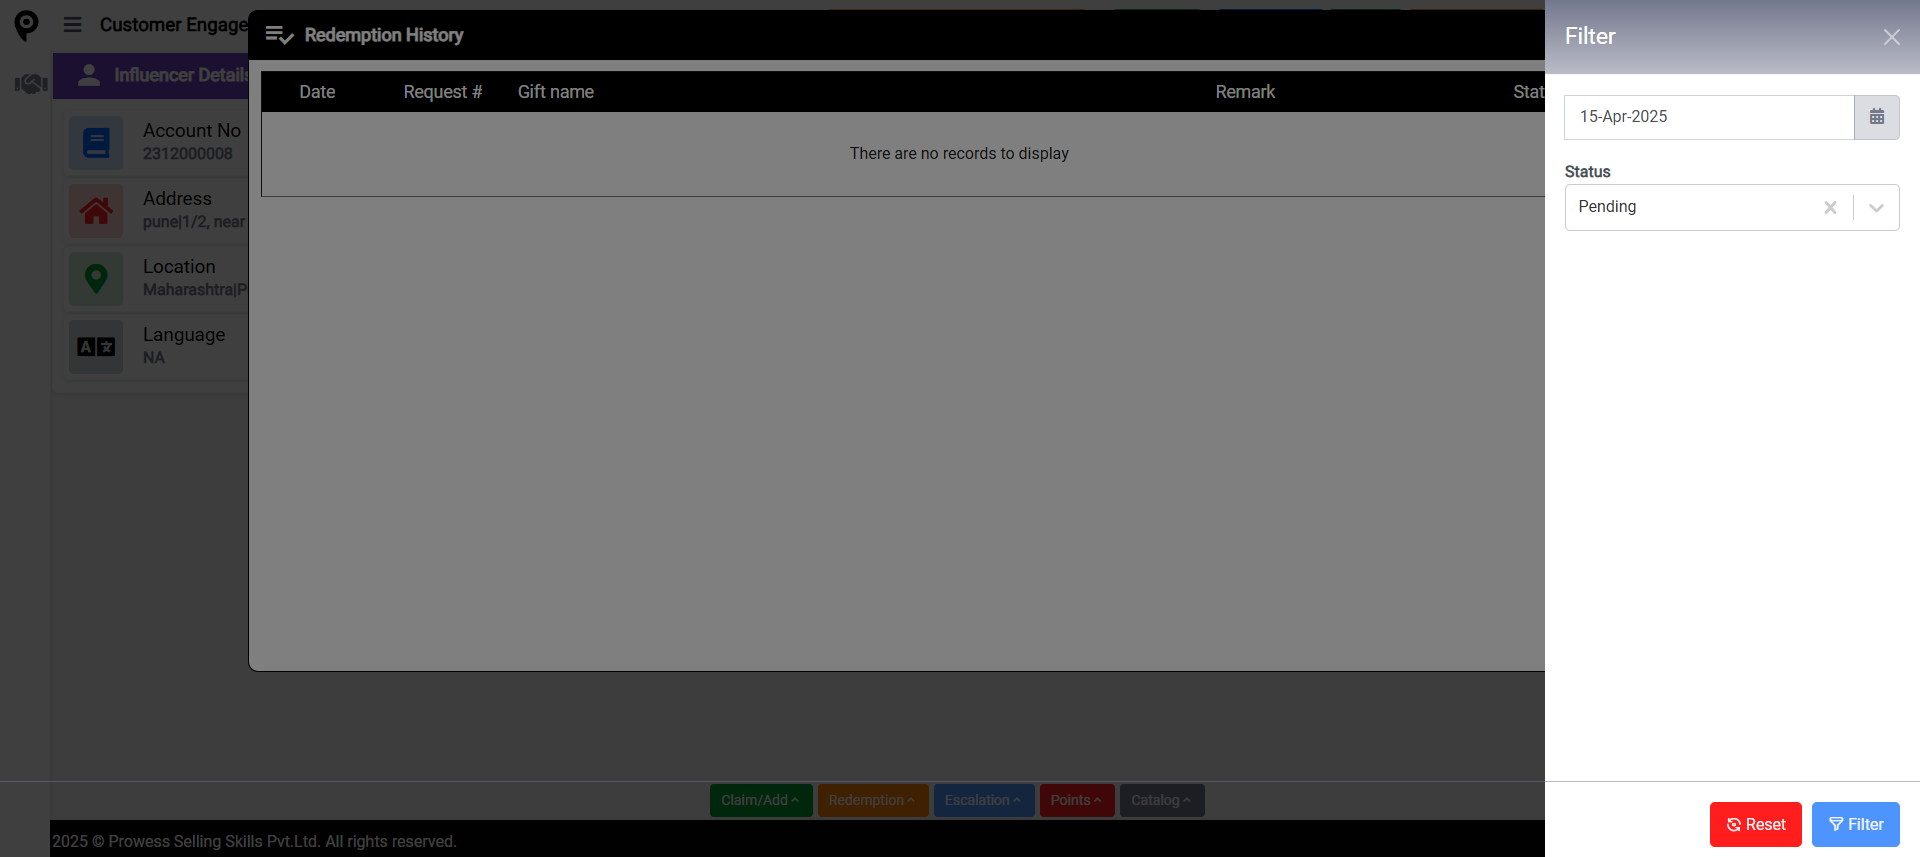 Customer Engage
Redemption History
Filter
Influencer Details
Date Request # Gift name Remark Stat
15-Apr-2025
Account No
2312000008
There are no records to display
Status
Pending
Address
pune|1/2, near
Location
Maharashtra|P
Language
NA
Claim/Add Redemption Escalation Points Catalog
Reset Filter
2025 © Prowess Selling Skills Pvt.Ltd. All rights reserved.